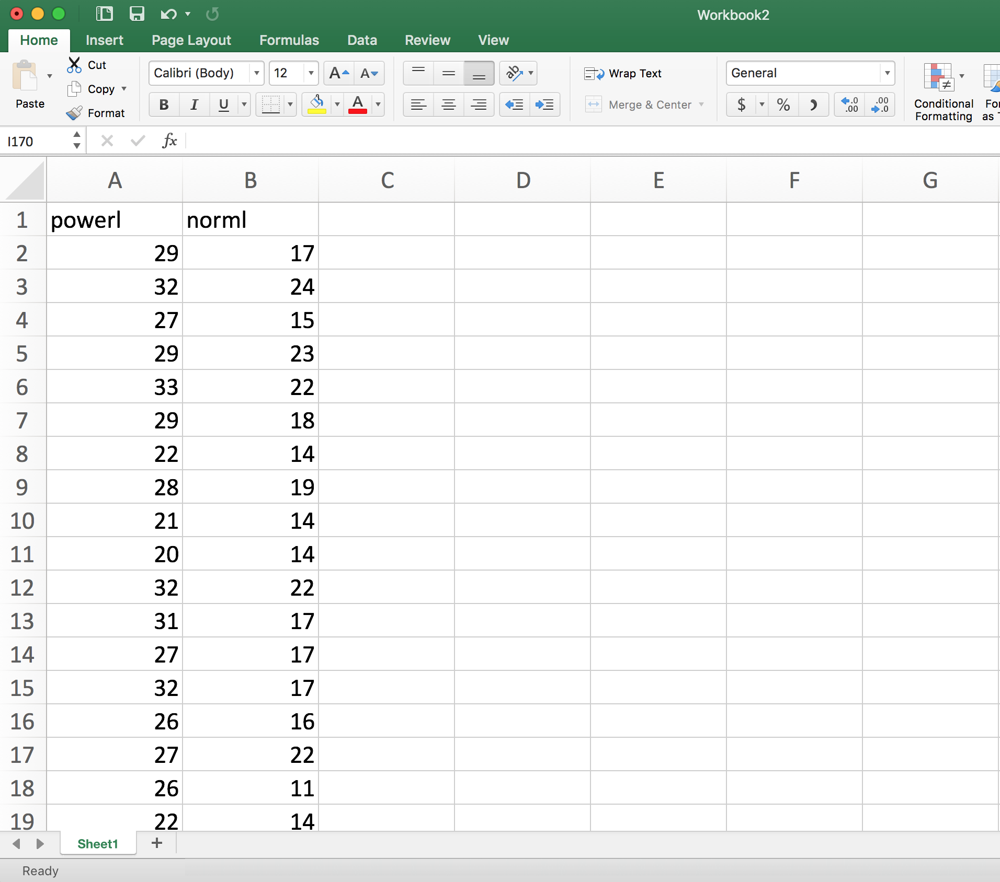 Workbook2
Home Insert Page Layout Formulas Data Review View
Paste
Cut
Copy
Format
Calibri (Body) 12 A A
B I U A
ab
Wrap Text
Merge & Center
General
$ % .0 .00 .00 .0
Conditional Formatting
I170 fx
A B C D E F G
1 powerl norml
2 29 17
3 32 24
4 27 15
5 29 23
6 33 22
7 29 18
8 22 14
9 28 19
10 21 14
11 20 14
12 32 22
13 31 17
14 27 17
15 32 17
16 26 16
17 27 22
18 26 11
19 22 14
Sheet1 +
Ready